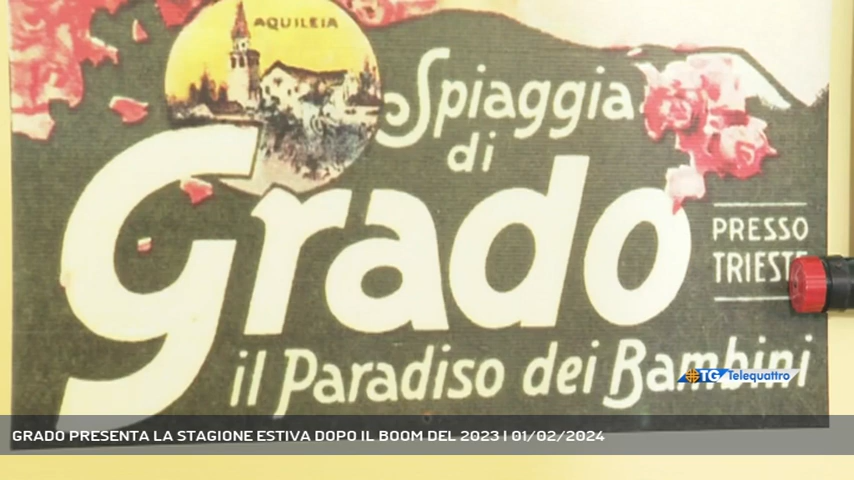 AQUILEIA
Spiaggia
di
Grado
PRESSO
TRIESTE
il Paradiso dei Bambini
TG Telequattro
GRADO PRESENTA LA STAGIONE ESTIVA DOPO IL BOOM DEL 2023 | 01/02/2024